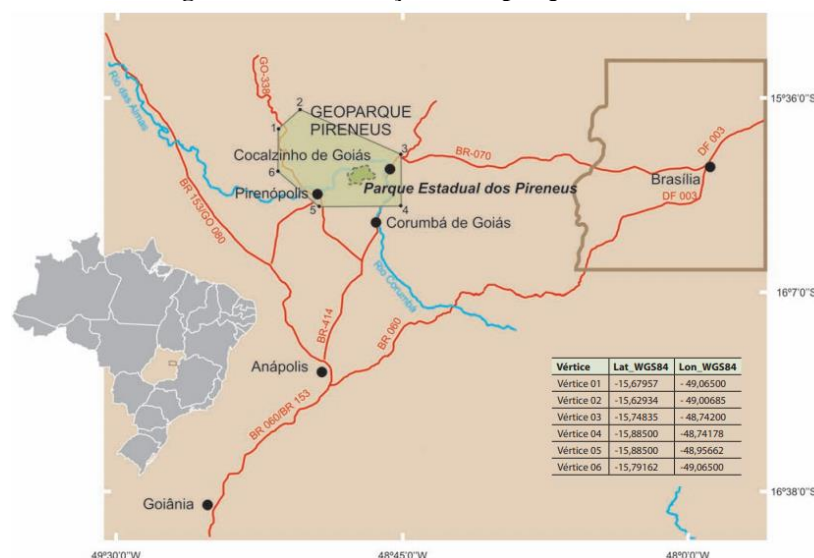 GEOPARQUE
PIRENEUS
Cocalzinho de Goiás
Parque Estadual dos Pireneus
Pirenópolis
Corumbá de Goiás
Brasília
Anápolis
Goiânia
Rio das Almas
Rio Corumbá
GO-338
BR-070
DF 003
DF 003
BR 153/GO 080
BR-414
BR 060
BR 060/BR 153
1
2
3
4
5
6
15°36'0"S
16°7'0"S
16°38'0"S
49°30'0"W
48°45'0"W
48°0'0"W
Vértice Lat_WGS84 Lon_WGS84
Vértice 01 -15,67957 - 49,06500
Vértice 02 -15,62934 - 49,00685
Vértice 03 -15,74835 - 48,74200
Vértice 04 -15,88500 -48,74178
Vértice 05 -15,88500 -48,95662
Vértice 06 -15,79162 -49,06500